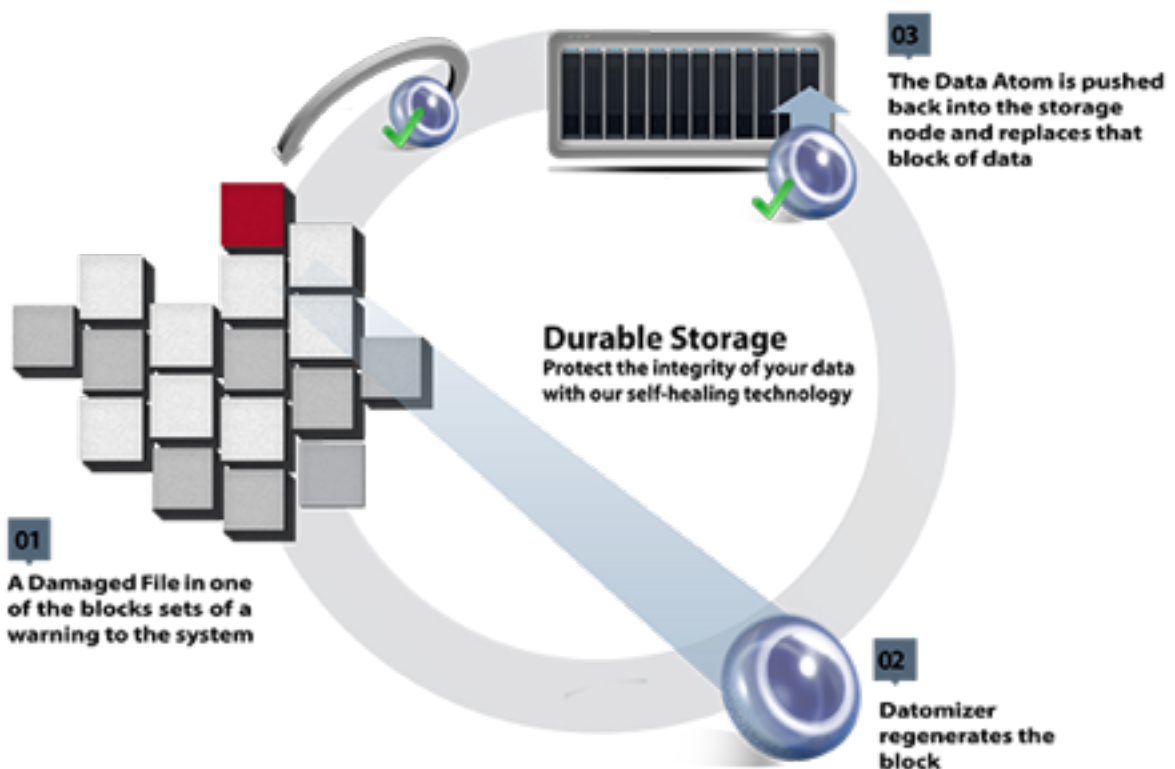 03
The Data Atom is pushed
back into the storage
node and replaces that
block of data
Durable Storage
Protect the integrity of your data
with our self-healing technology
01
A Damaged File in one
of the blocks sets of a
warning to the system
02
Datomizer
regenerates the
block